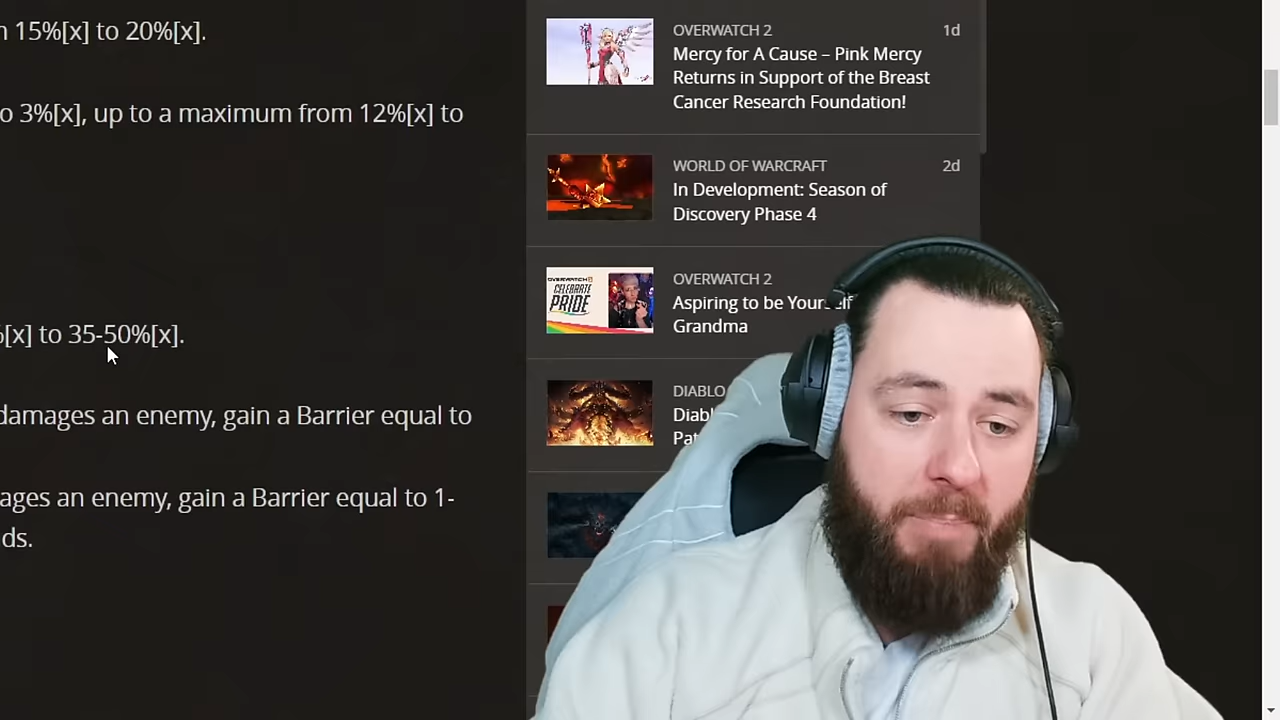 15%[x] to 20%[x].
to 3%[x], up to a maximum from 12%[x] to
%[x] to 35-50%[x].
damages an enemy, gain a Barrier equal to
ages an enemy, gain a Barrier equal to 1-
ds.
OVERWATCH 2 1d
Mercy for A Cause – Pink Mercy
Returns in Support of the Breast
Cancer Research Foundation!
WORLD OF WARCRAFT 2d
In Development: Season of
Discovery Phase 4
OVERWATCH 2
CELEBRATE
PRIDE
OVERWATCH 2
Aspiring to be Yourself
Grandma
DIABLO
Diabl
Pat